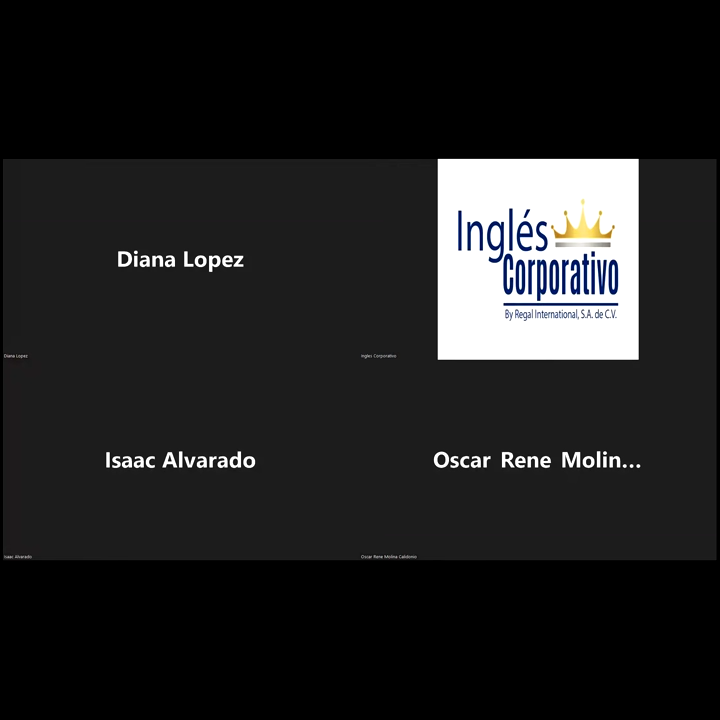 Diana Lopez
Inglés
Corporativo
By Regal International, S.A. de C.V.
Diana Lopez
Ingles Corporativo
Isaac Alvarado
Oscar Rene Molin...
Isaac Alvarado
Oscar Rene Molina Calidonio